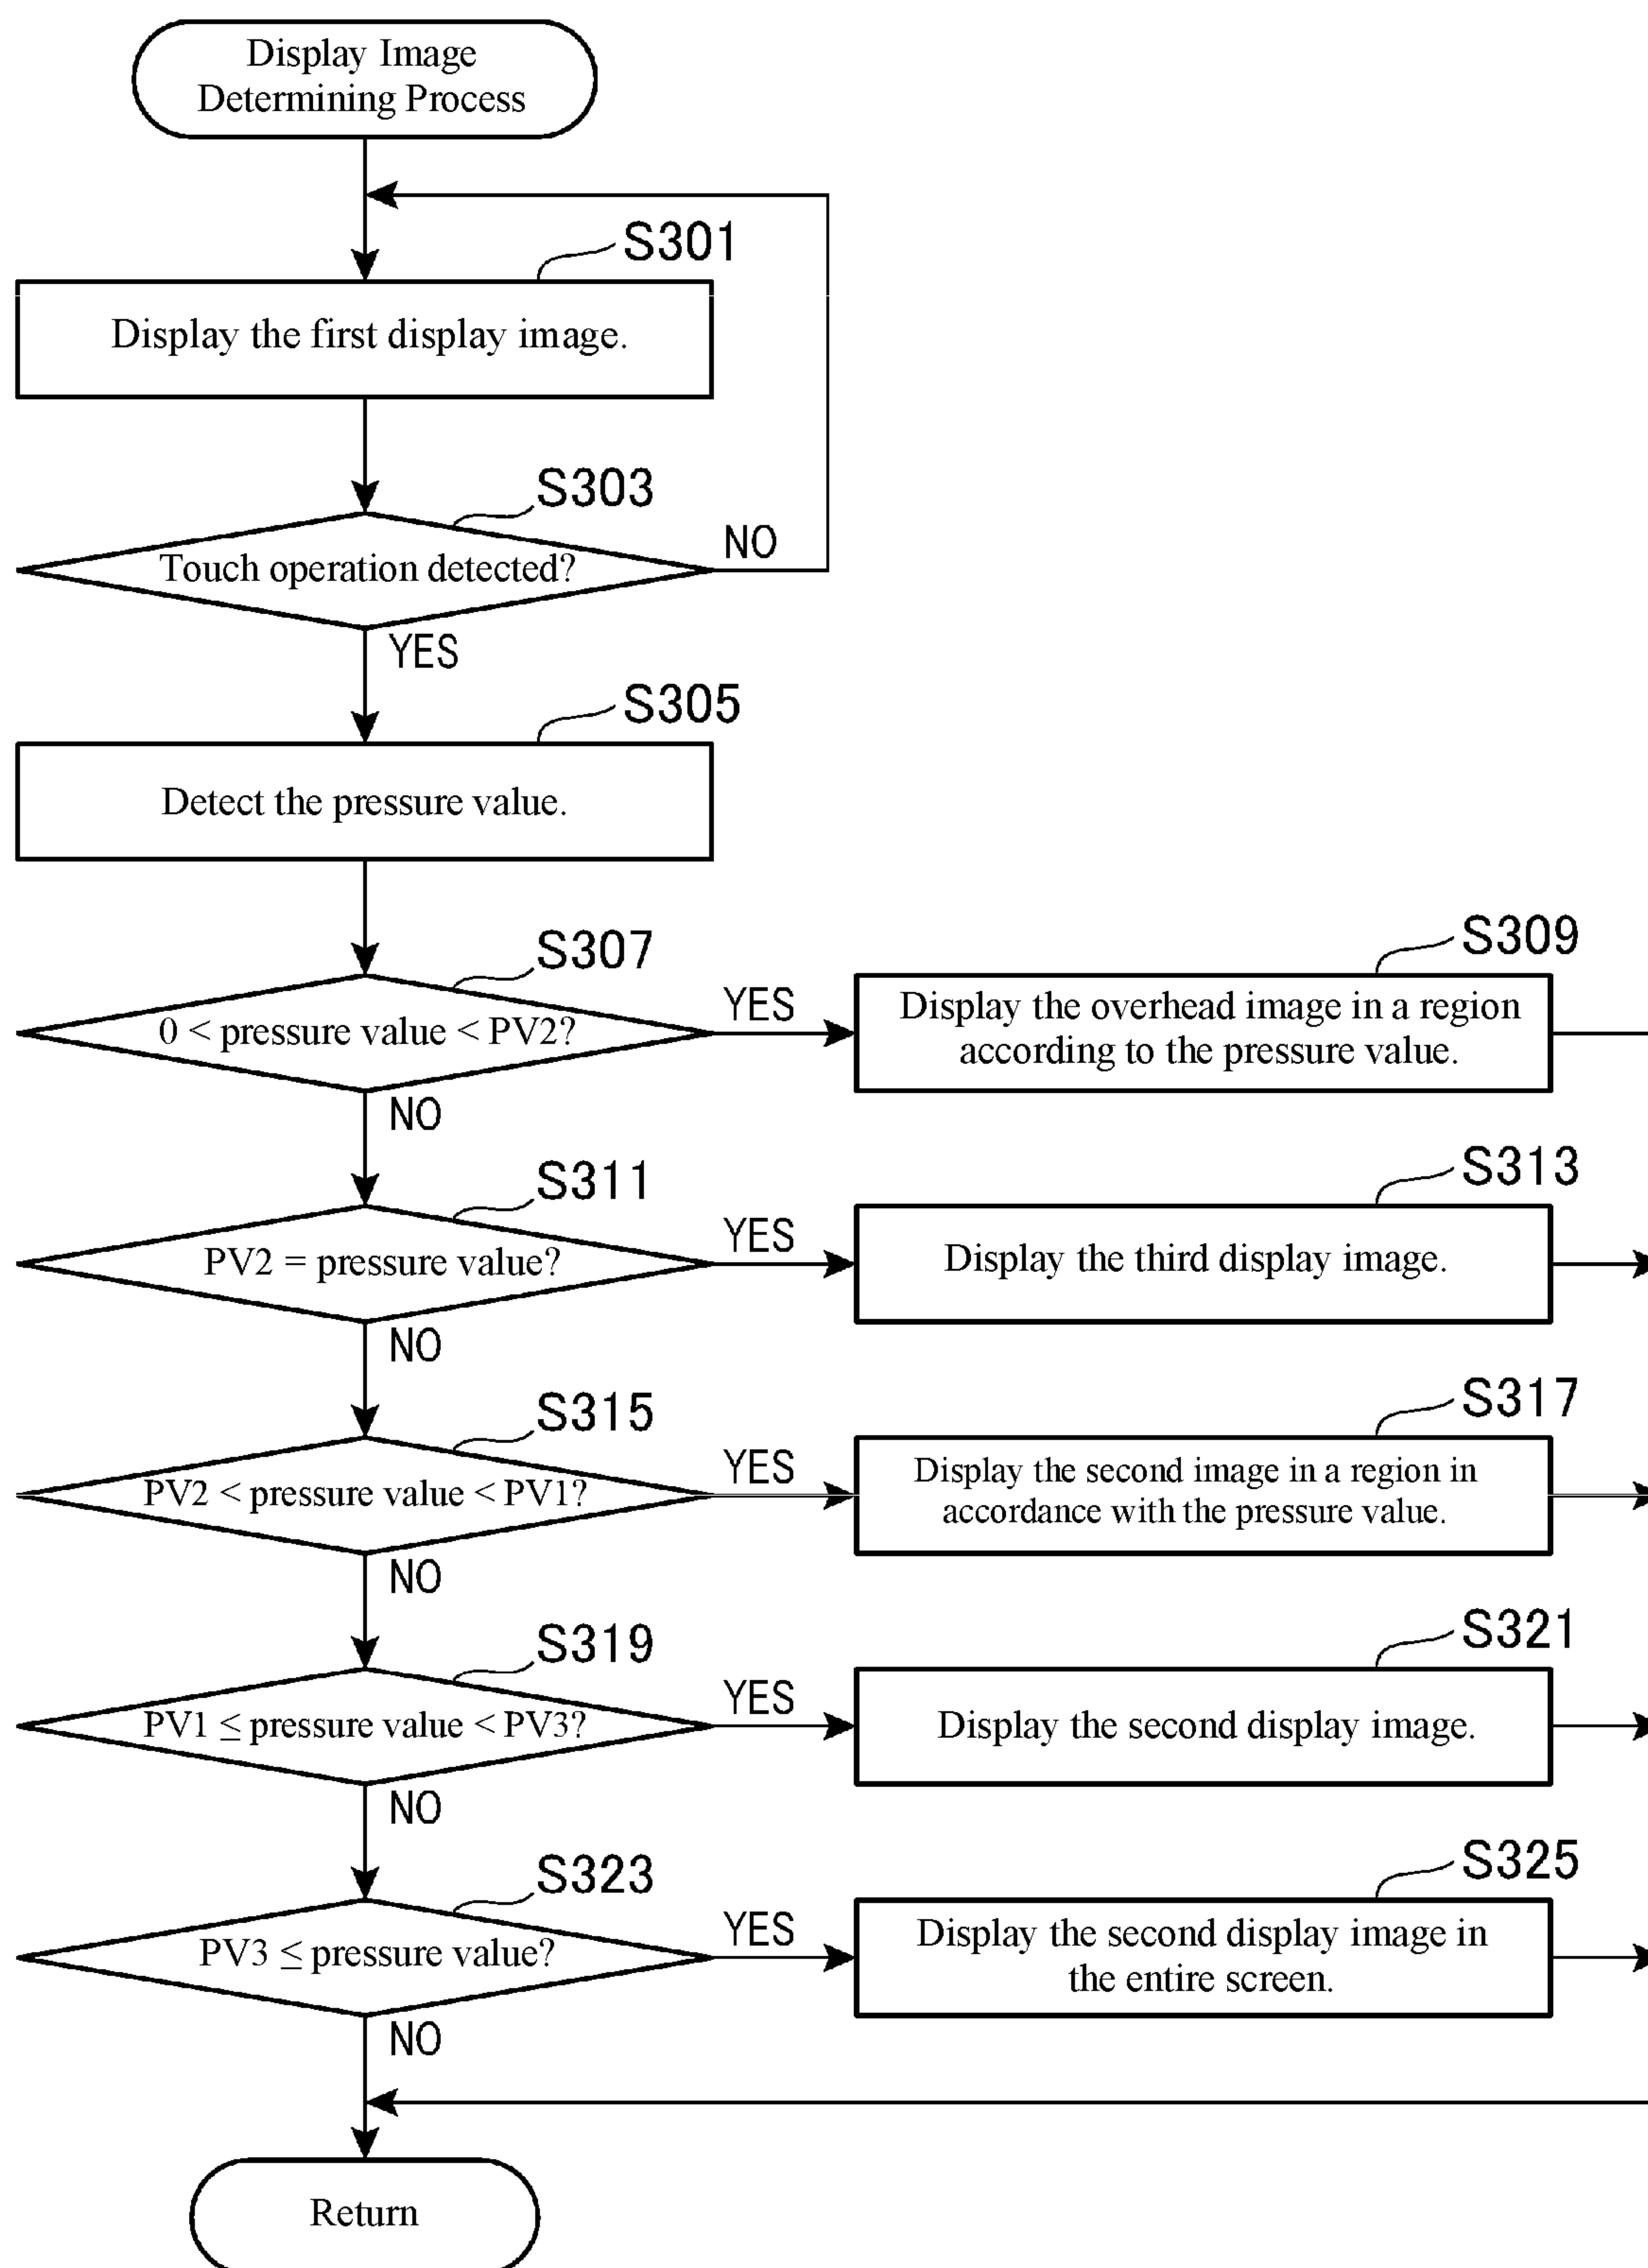 Display Image
Determining Process
S301
Display the first display image.
S303
Touch operation detected?
NO
YES
S305
Detect the pressure value.
S307
0 < pressure value < PV2?
YES
S309
Display the overhead image in a region
according to the pressure value.
NO
S311
PV2 = pressure value?
YES
S313
Display the third display image.
NO
S315
PV2 < pressure value < PV1?
YES
S317
Display the second image in a region in
accordance with the pressure value.
NO
S319
PV1 ≤ pressure value < PV3?
YES
S321
Display the second display image.
NO
S323
PV3 ≤ pressure value?
YES
S325
Display the second display image in
the entire screen.
NO
Return